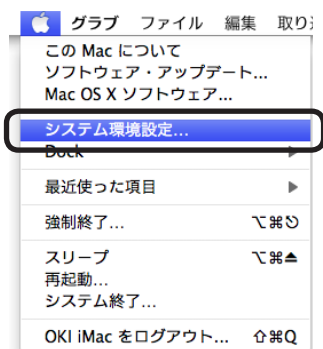 グラブ ファイル 編集 取り
この Mac について
ソフトウェア・アップデート...
Mac OS X ソフトウェア...
システム環境設定...
Dock
最近使った項目
強制終了... ⌥⌘⎋
スリープ ⌥⌘⏏
再起動...
システム終了...
OKI iMac をログアウト... ⇧⌘Q